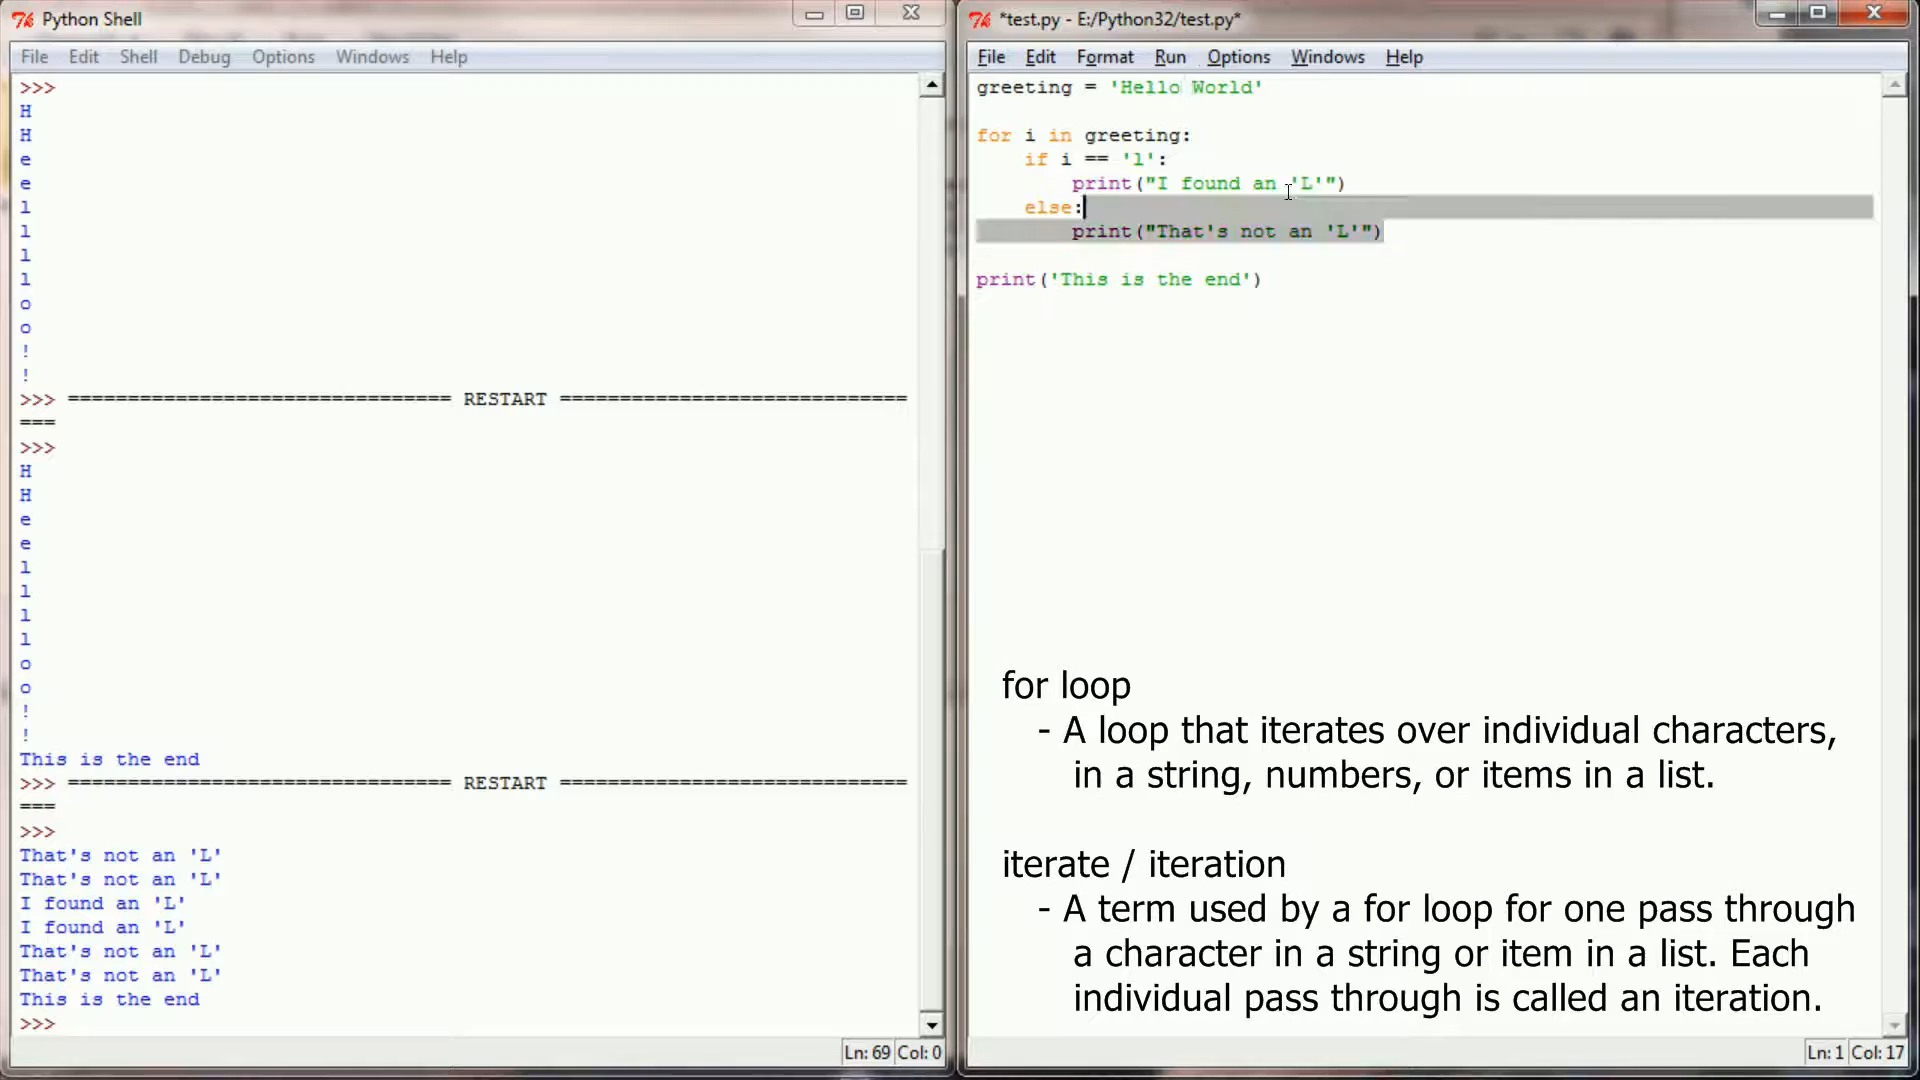 Python Shell
File Edit Shell Debug Options Windows Help
>>>
H
H
e
e
l
l
l
l
o
o
!
!
>>> ================================ RESTART =============================
===
>>>
H
H
e
e
l
l
l
l
o
o
!
!
This is the end
>>> ================================ RESTART =============================
===
>>>
That's not an 'L'
That's not an 'L'
I found an 'L'
I found an 'L'
That's not an 'L'
That's not an 'L'
This is the end
>>>
Ln: 69 Col: 0
*test.py - E:/Python32/test.py*
File Edit Format Run Options Windows Help
greeting = 'Hello World'
for i in greeting:
    if i == 'l':
        print("I found an 'L'")
    else:
        print("That's not an 'L'")
print('This is the end')
for loop
- A loop that iterates over individual characters,
in a string, numbers, or items in a list.
iterate / iteration
- A term used by a for loop for one pass through
a character in a string or item in a list. Each
individual pass through is called an iteration.
Ln: 1 Col: 17